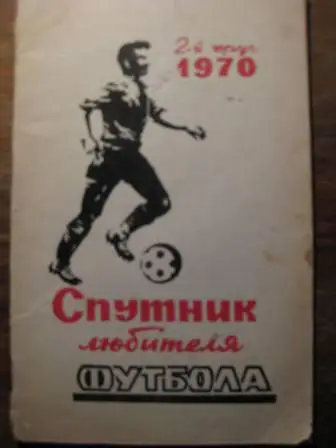 2-й круг
1970
Спутник
любителя
ФУТБОЛА